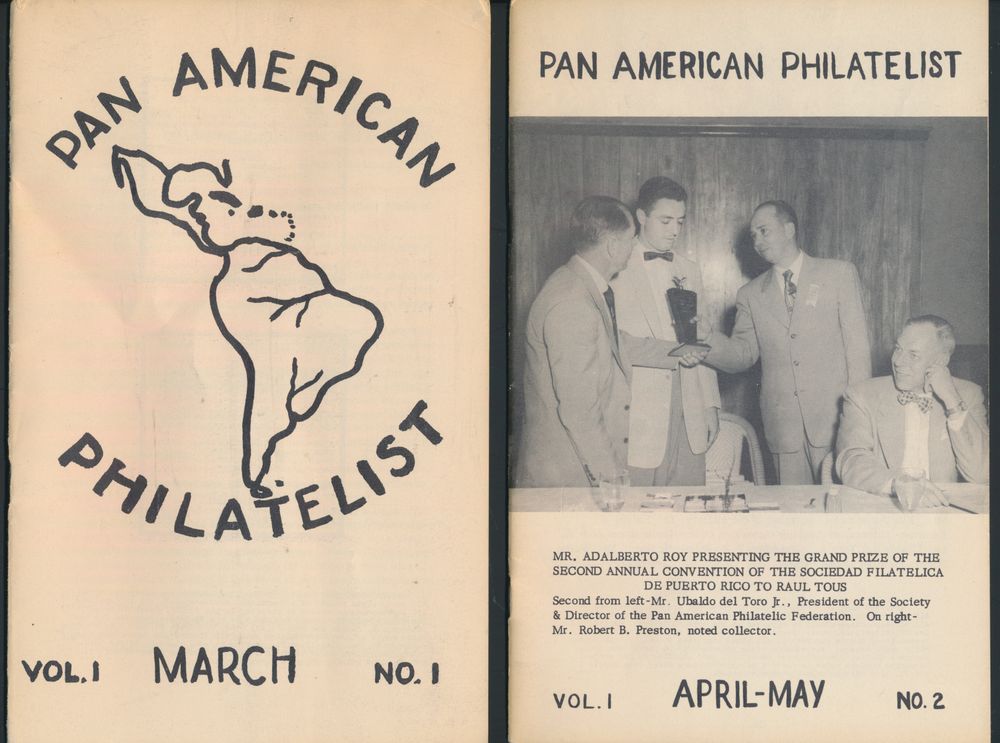 PAN AMERICAN
PHILATELIST
VOL. I MARCH NO. I
PAN AMERICAN PHILATELIST
MR. ADALBERTO ROY PRESENTING THE GRAND PRIZE OF THE
SECOND ANNUAL CONVENTION OF THE SOCIEDAD FILATELICA
DE PUERTO RICO TO RAUL TOUS
Second from left-Mr. Ubaldo del Toro Jr., President of the Society
& Director of the Pan American Philatelic Federation. On right-
Mr. Robert B. Preston, noted collector.
VOL. I APRIL-MAY NO. 2